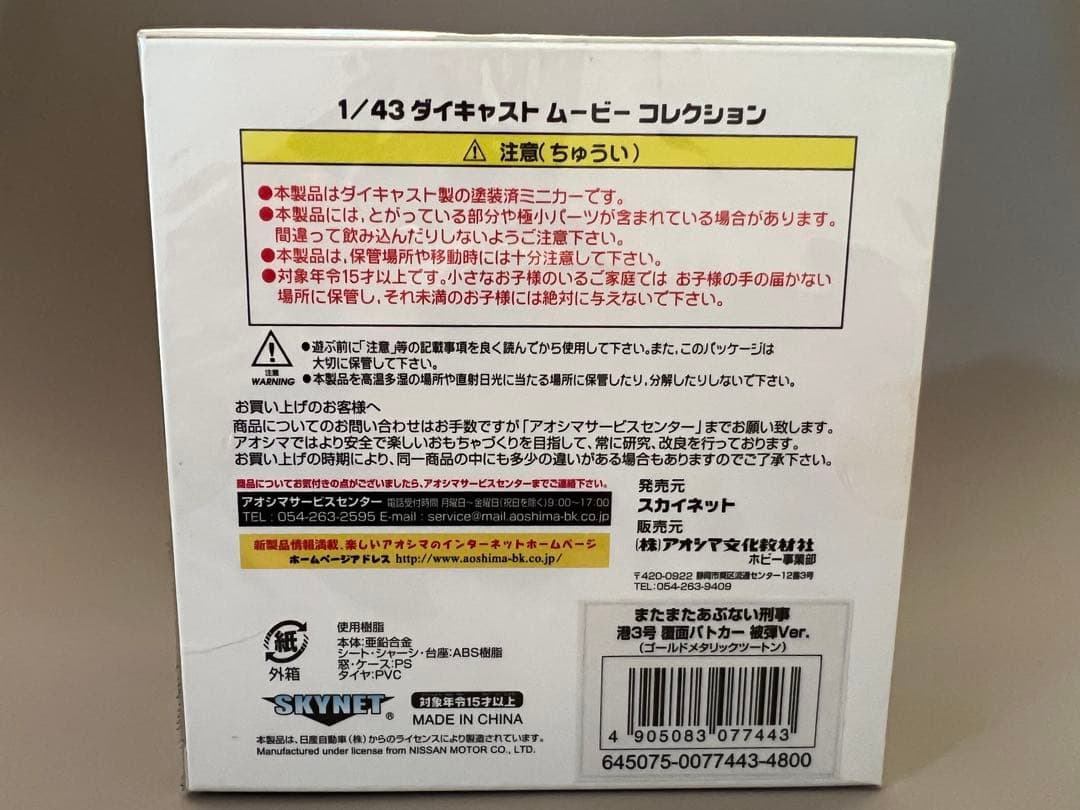 1/43 ダイキャスト ムービー コレクション
⚠ 注意(ちゅうい)
●本製品はダイキャスト製の塗装済ミニカーです。
●本製品には,とがっている部分や極小パーツが含まれている場合があります。
間違って飲み込んだりしないようご注意下さい。
●本製品は,保管場所や移動時には十分注意して下さい。
●対象年令15才以上です。小さなお子様のいるご家庭では お子様の手の届かない
場所に保管し,それ未満のお子様には絶対に与えないで下さい。
●遊ぶ前に「注意」等の記載事項を良く読んでから使用して下さい。また,このパッケージは
大切に保管して下さい。
注意
WARNING
●本製品を高温多湿の場所や直射日光に当たる場所に保管したり,分解したりしないで下さい。
お買い上げのお客様へ
商品についてのお問い合わせはお手数ですが「アオシマサービスセンター」までお願い致します。
アオシマではより安全で楽しいおもちゃづくりを目指して、常に研究、改良を行っております。
お買い上げの時期により、同一商品の中にも多少の違いがある場合もありますのでご了承下さい。
商品についてお気付きの点がございましたら、アオシマサービスセンターまでご連絡下さい。
アオシマサービスセンター 電話受付時間 月曜日~金曜日(祝日を除く)9:00~17:00
TEL:054-263-2595 E-mail:service@mail.aoshima-bk.co.jp
新製品情報満載、楽しいアオシマのインターネットホームページ
ホームページアドレス http://www.aoshima-bk.co.jp/
発売元
スカイネット
販売元
(株)アオシマ文化教材社
ホビー事業部
〒420-0922 静岡市葵区流通センター12番3号
TEL:054-263-9409
紙
外箱
使用樹脂
本体:亜鉛合金
シート・シャーシ・台座:ABS樹脂
窓・ケース:PS
タイヤ:PVC
SKYNET®
対象年令15才以上
MADE IN CHINA
本製品は、日産自動車(株)からのライセンスにより製造されています。
Manufactured under license from NISSAN MOTOR CO., LTD.
またまたあぶない刑事
港3号 覆面パトカー 被弾Ver.
(ゴールドメタリックツートン)
4 905083 077443
645075-0077443-4800